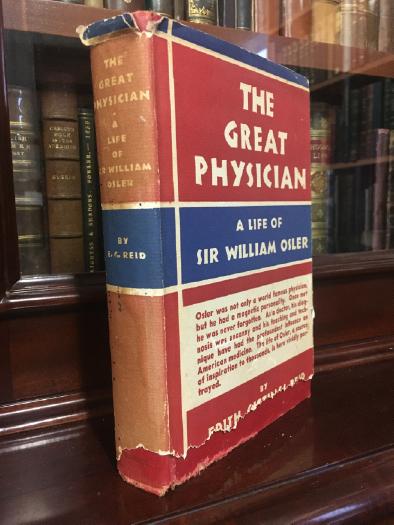 THE
GREAT
PHYSICIAN
A
LIFE
OF
SIR WILLIAM
OSLER
BY
E. G. REID
THE
GREAT
PHYSICIAN
A LIFE OF
SIR WILLIAM OSLER
Osler was not only a world famous physician,
but he had a magnetic personality. Once met
he was never forgotten. As a doctor, his diag-
nosis was uncanny and his teaching and tech-
nique have had the profoundest influence on
American medicine. The life of Osler, a source
of inspiration to thousands, is here vividly por-
trayed.
BY
EDITH GITTINGS REID